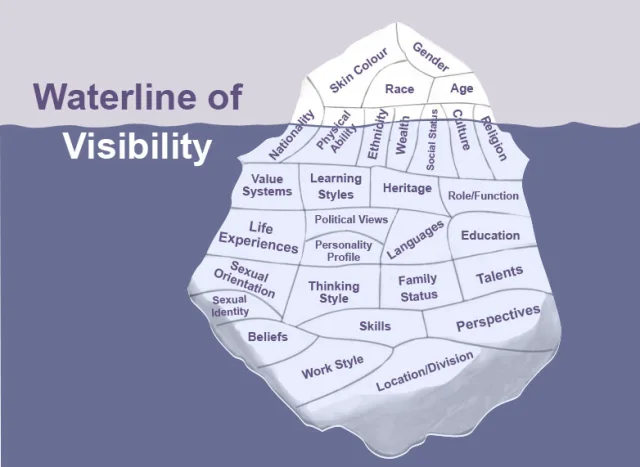 Waterline of
Visibility
Skin Colour
Gender
Race
Age
Nationality
Physical
Ability
Ethnicity
Wealth
Social Status
Culture
Religion
Value
Systems
Learning
Styles
Heritage
Role/Function
Life
Experiences
Political Views
Personality
Profile
Languages
Education
Sexual
Orientation
Sexual
Identity
Thinking
Style
Family
Status
Talents
Beliefs
Skills
Perspectives
Work Style
Location/Division